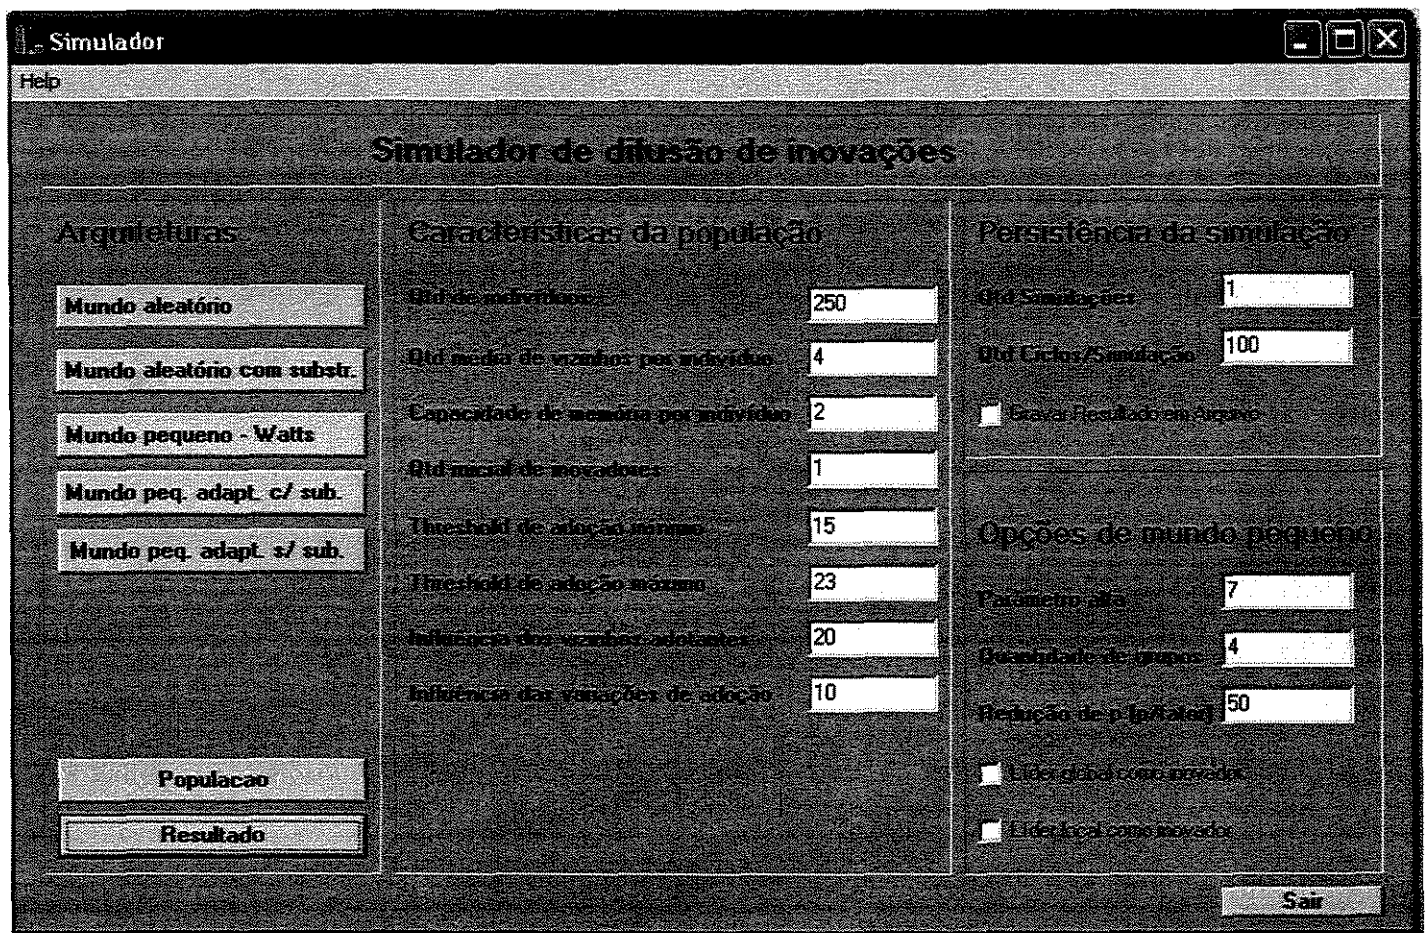 Simulador
Help
Simulador de difusão de inovações
Arquiteturas
Mundo aleatório
Mundo aleatório com substr.
Mundo pequeno - Watts
Mundo peq. adapt. c/ sub.
Mundo peq. adapt. s/ sub.
Populacao
Resultado
Características da população
Qtd de indivíduos 250
Qtd média de vizinhos por indivíduo 4
Capacidade de memória por indivíduo 2
Qtd inicial de inovadores 1
Threshold de adoção mínimo 15
Threshold de adoção máximo 23
Influência dos vizinhos adotantes 20
Influência das variações de adoção 10
Persistência da simulação
Qtd Simulações 1
Qtd Ciclos/Simulação 100
Gravar Resultado em Arquivo
Opções de mundo pequeno
Parâmetro alfa 7
Quantidade de grupos 4
Redução de p [p/fator] 50
Líder global como inovador
Líder local como inovador
Sair